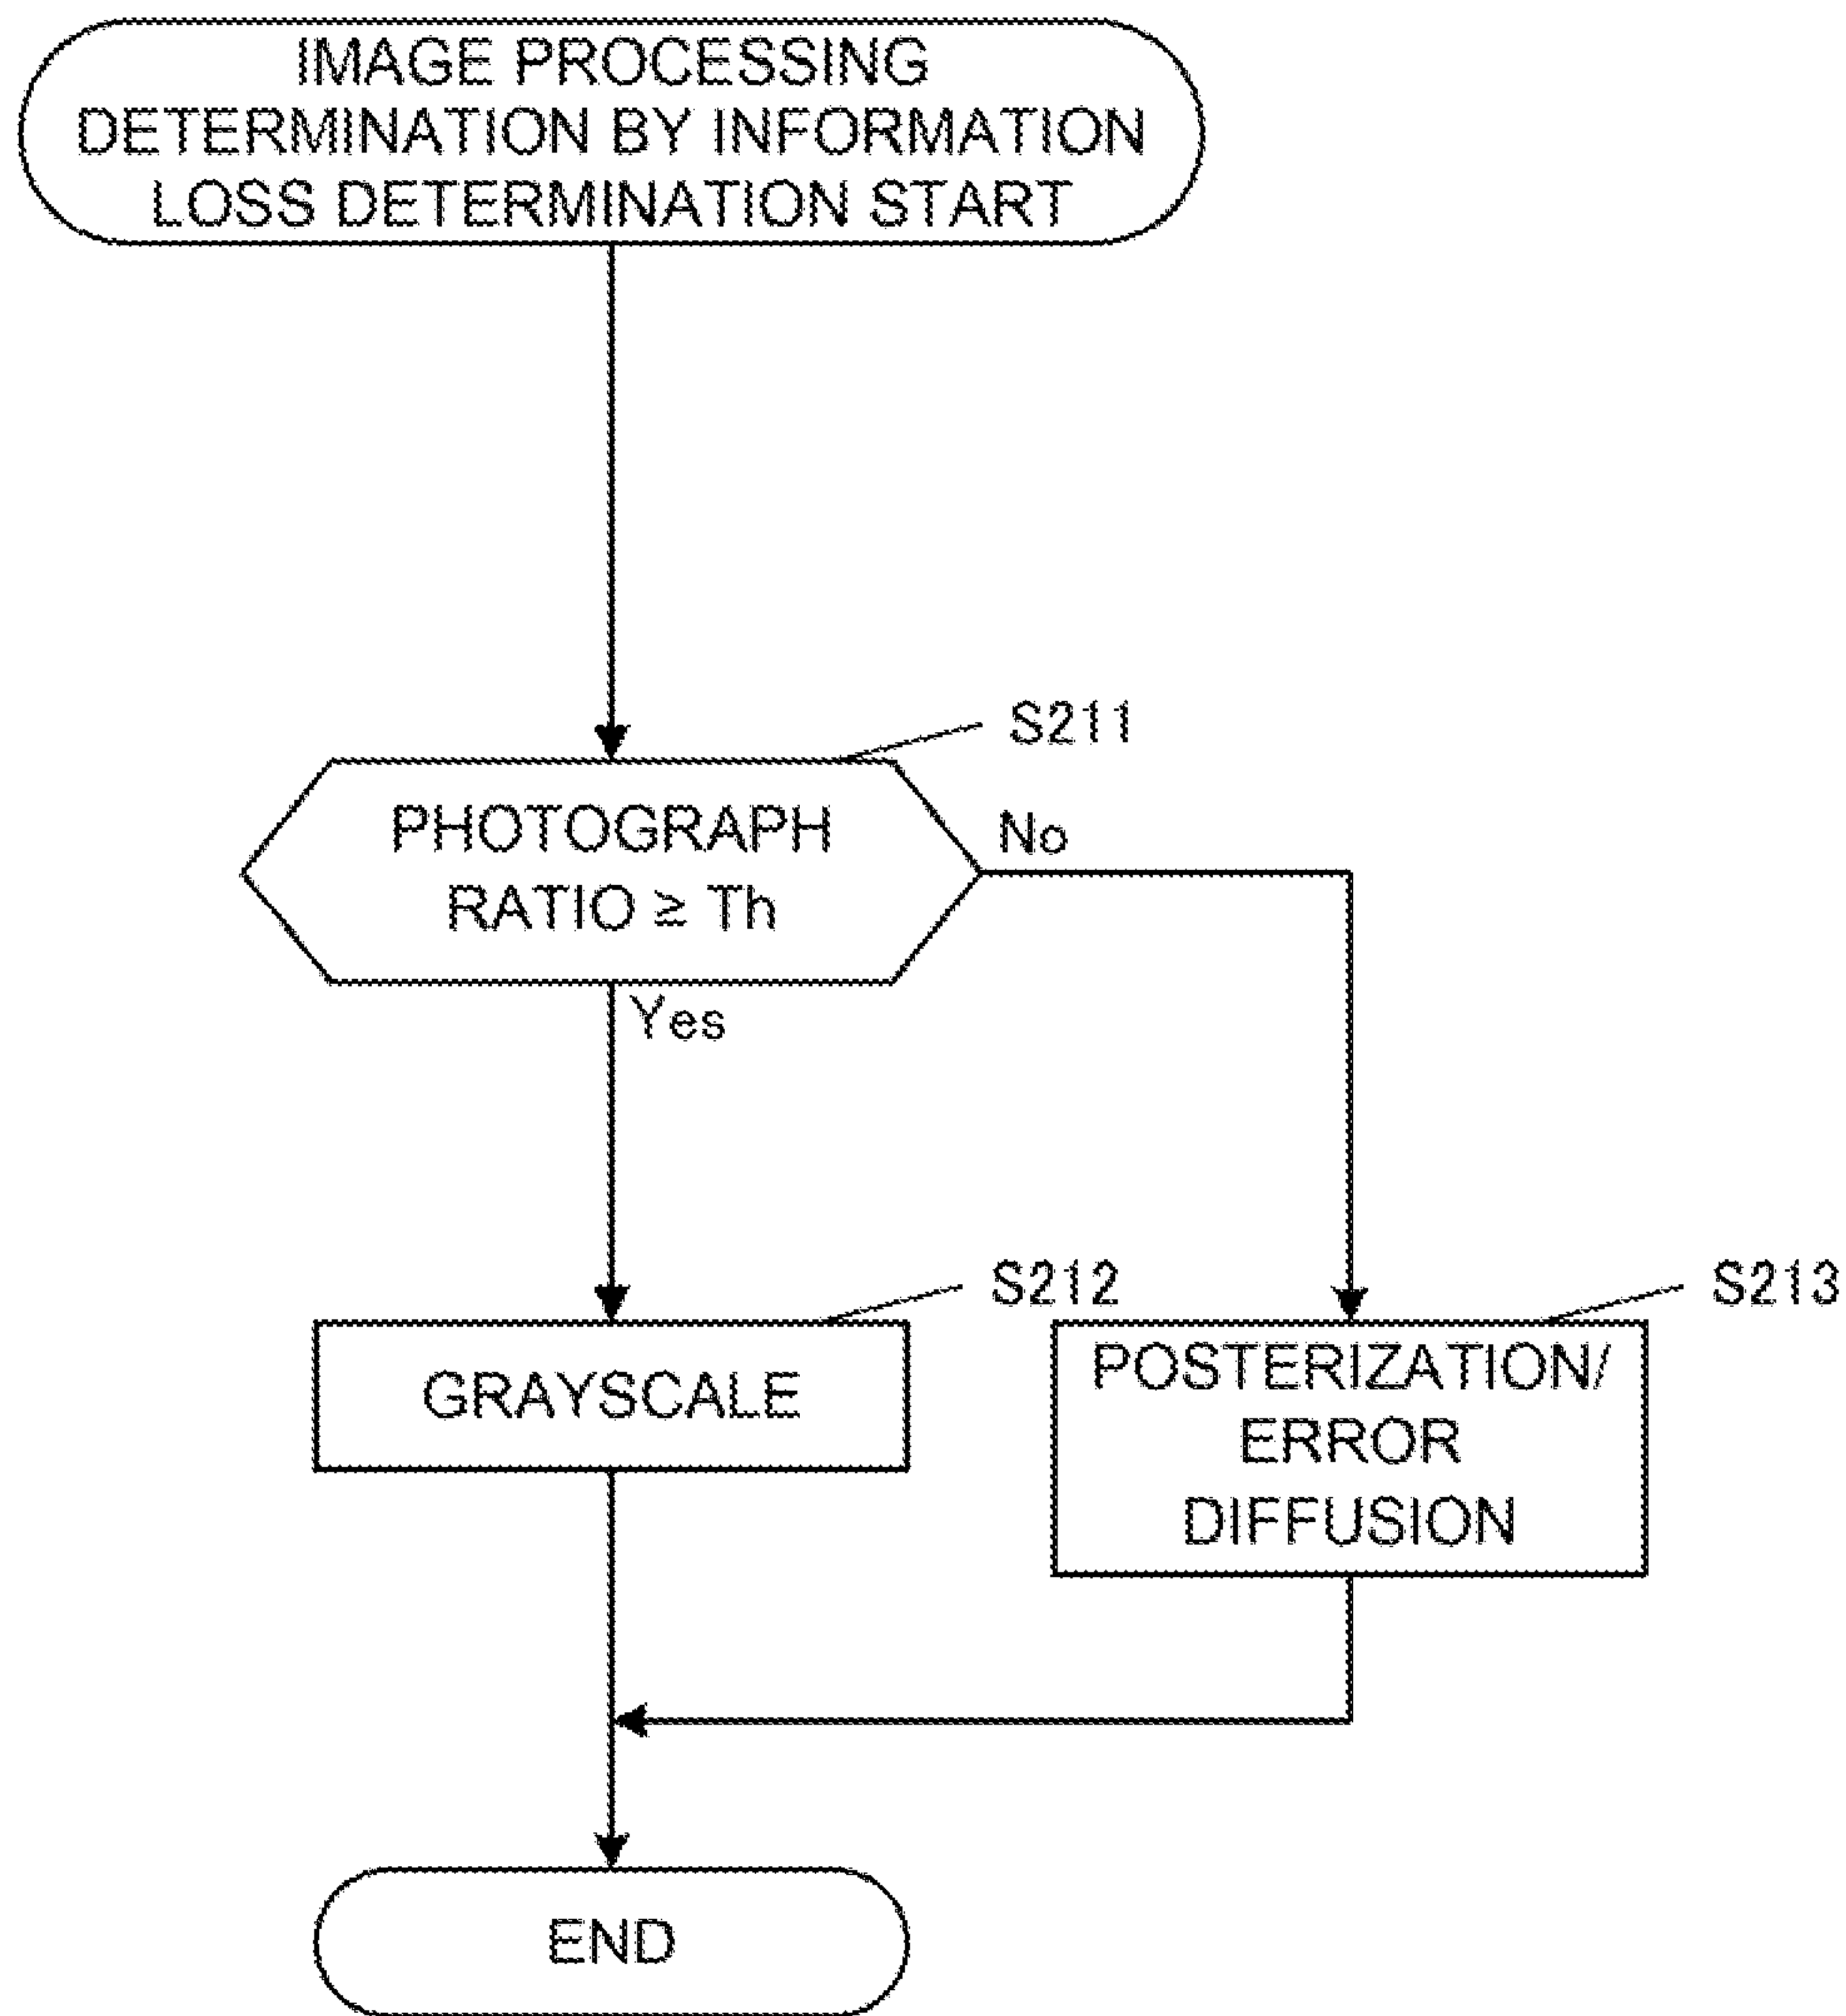 IMAGE PROCESSING
DETERMINATION BY INFORMATION
LOSS DETERMINATION START
S211
PHOTOGRAPH
RATIO ≧ Th
No
Yes
S212
GRAYSCALE
S213
POSTERIZATION/
ERROR
DIFFUSION
END